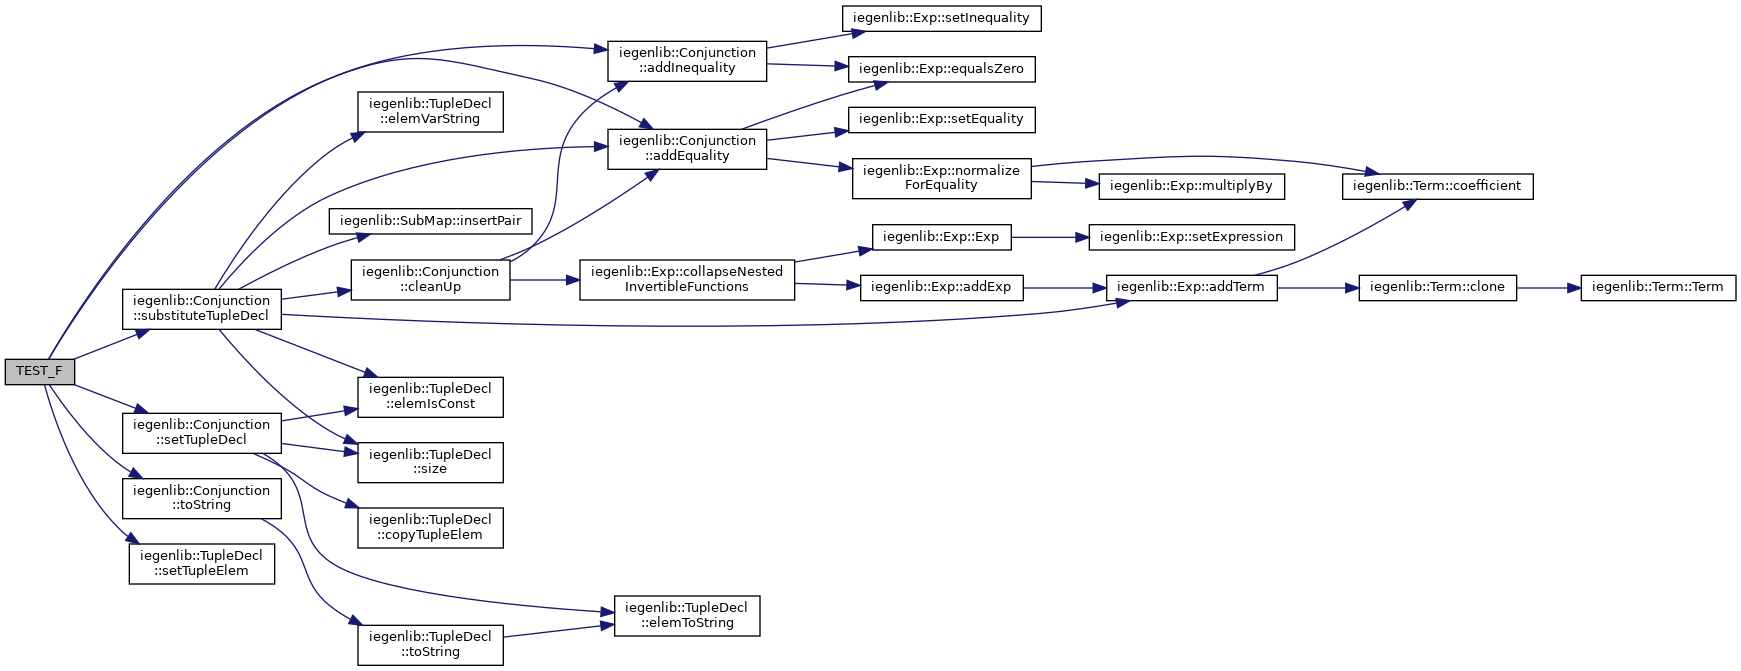 iegenlib::Exp::setInequality
iegenlib::Conjunction
::addInequality
iegenlib::Exp::equalsZero
iegenlib::TupleDecl
::elemVarString
iegenlib::Exp::setEquality
iegenlib::Conjunction
::addEquality
iegenlib::Exp::normalize
ForEquality
iegenlib::Exp::multiplyBy
iegenlib::Term::coefficient
iegenlib::SubMap::insertPair
iegenlib::Exp::Exp
iegenlib::Exp::setExpression
iegenlib::Conjunction
::cleanUp
iegenlib::Exp::collapseNested
InvertibleFunctions
iegenlib::Exp::addExp
iegenlib::Exp::addTerm
iegenlib::Term::clone
iegenlib::Term::Term
iegenlib::Conjunction
::substituteTupleDecl
TEST_F
iegenlib::TupleDecl
::elemIsConst
iegenlib::Conjunction
::setTupleDecl
iegenlib::TupleDecl
::size
iegenlib::Conjunction
::toString
iegenlib::TupleDecl
::copyTupleElem
iegenlib::TupleDecl
::setTupleElem
iegenlib::TupleDecl
::elemToString
iegenlib::TupleDecl
::toString